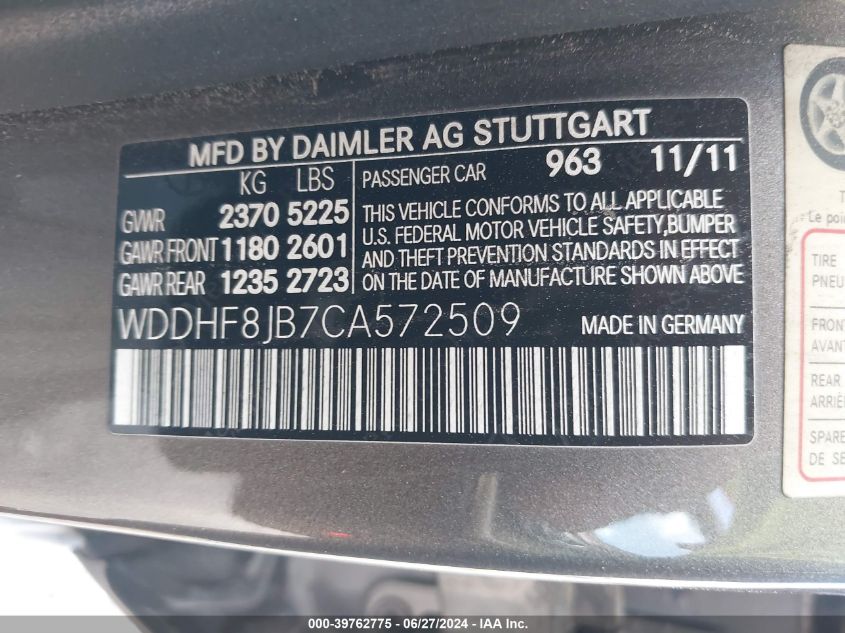 MFD BY DAIMLER AG STUTTGART
KG LBS
GVWR 2370 5225
GAWR FRONT 1180 2601
GAWR REAR 1235 2723
PASSENGER CAR 963 11/11
THIS VEHICLE CONFORMS TO ALL APPLICABLE
U.S. FEDERAL MOTOR VEHICLE SAFETY,BUMPER
AND THEFT PREVENTION STANDARDS IN EFFECT
ON THE DATE OF MANUFACTURE SHOWN ABOVE
WDDHF8JB7CA572509 MADE IN GERMANY
Le
TIRE
PNEU
FRONT
AVANT
REAR
ARRIÈ
SPARE
DE SE
000-39762775 - 06/27/2024 - IAA Inc.